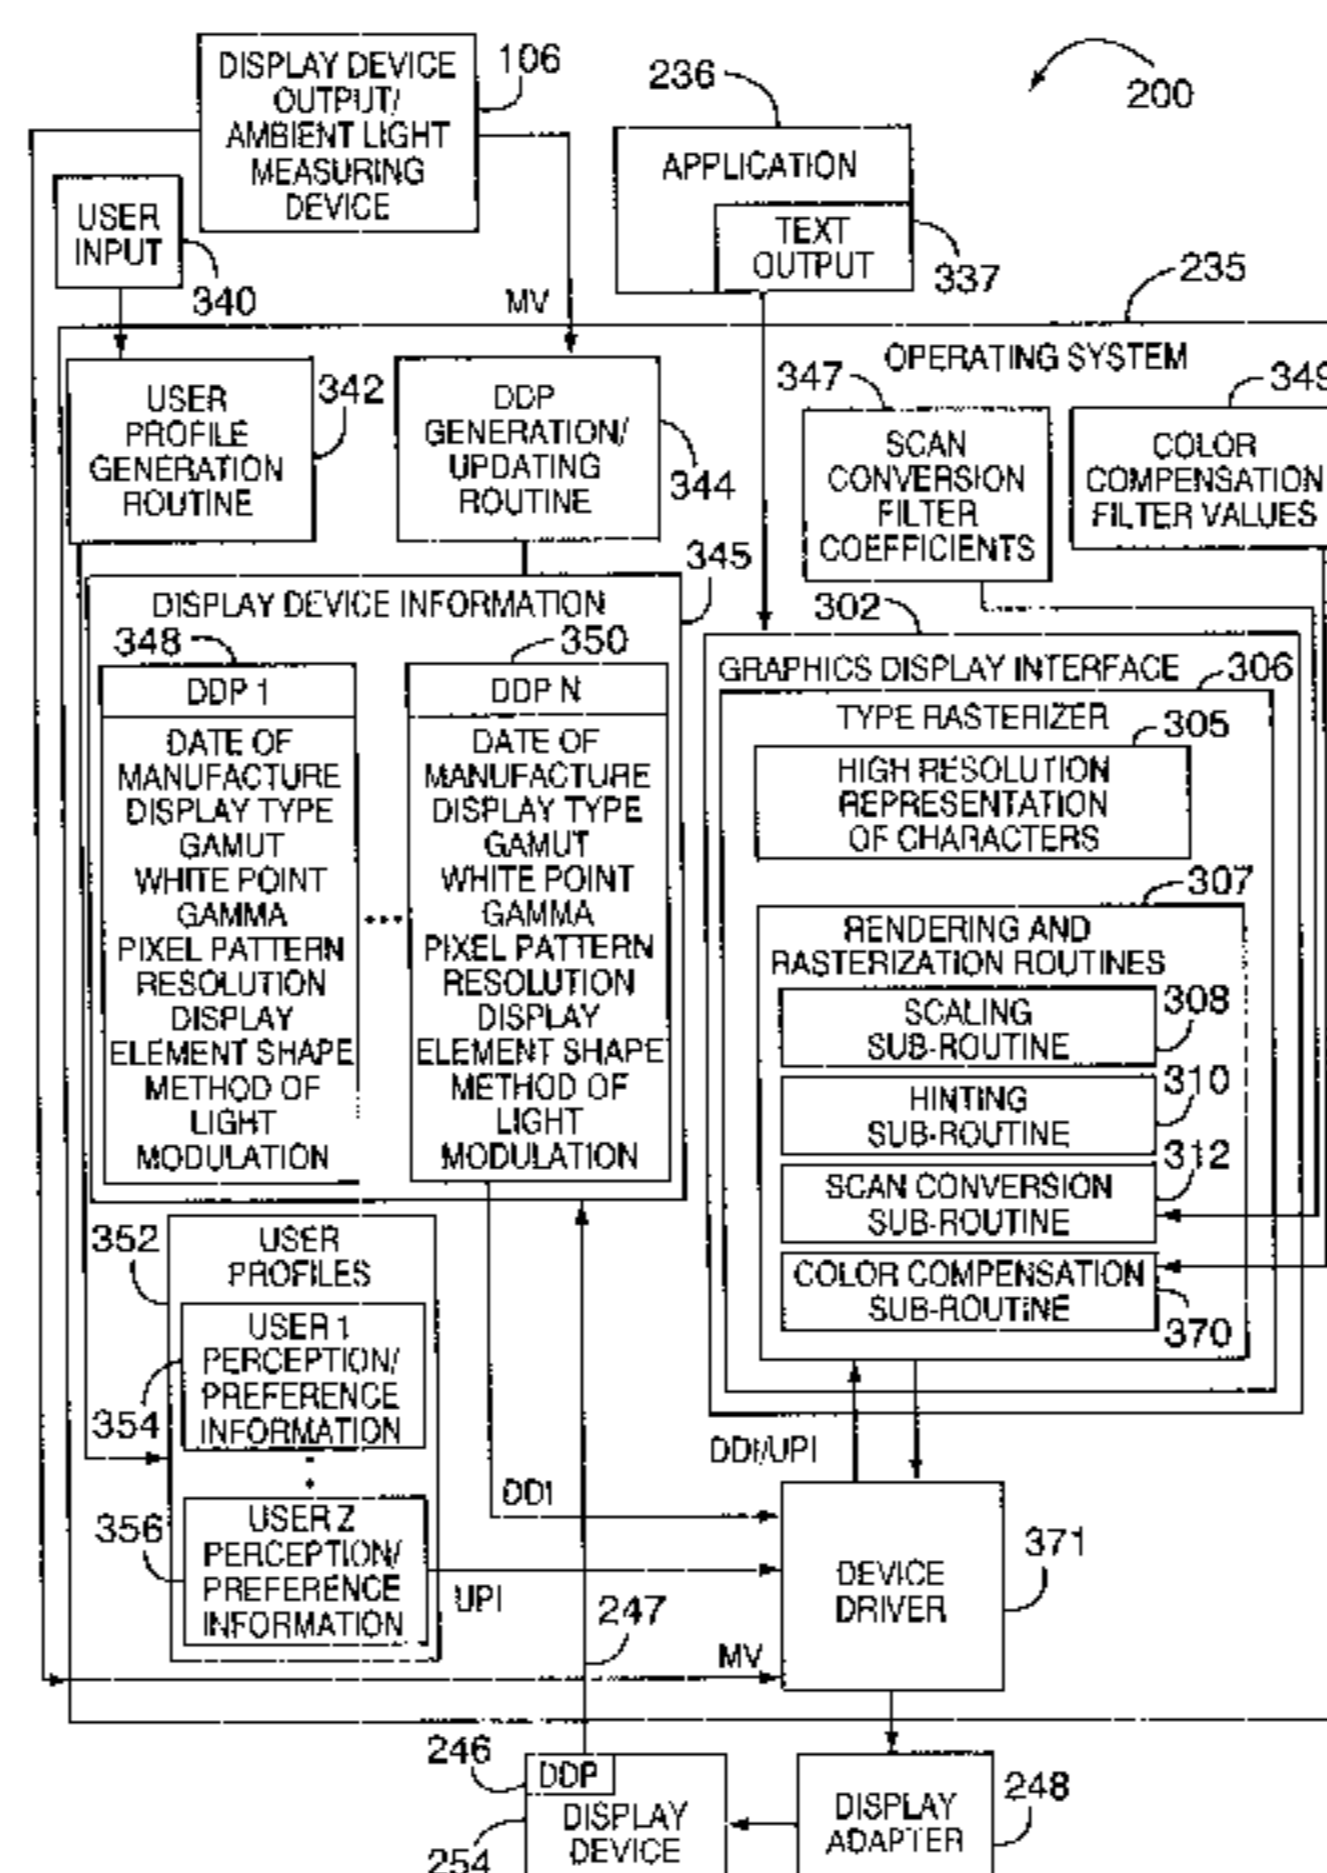 DISPLAY DEVICE
OUTPUT/
AMBIENT LIGHT
MEASURING
DEVICE
106
236
200
APPLICATION
TEXT
OUTPUT
337
USER
INPUT
340
MV
235
OPERATING SYSTEM
USER
PROFILE
GENERATION
ROUTINE
342
DDP
GENERATION/
UPDATING
ROUTINE
344
347
SCAN
CONVERSION
FILTER
COEFFICIENTS
349
COLOR
COMPENSATION
FILTER VALUES
345
DISPLAY DEVICE INFORMATION
348
DDP 1
DATE OF
MANUFACTURE
DISPLAY TYPE
GAMUT
WHITE POINT
GAMMA
PIXEL PATTERN
RESOLUTION
DISPLAY
ELEMENT SHAPE
METHOD OF
LIGHT
MODULATION
...
350
DDP N
DATE OF
MANUFACTURE
DISPLAY TYPE
GAMUT
WHITE POINT
GAMMA
PIXEL PATTERN
RESOLUTION
DISPLAY
ELEMENT SHAPE
METHOD OF
LIGHT
MODULATION
302
GRAPHICS DISPLAY INTERFACE
306
TYPE RASTERIZER
305
HIGH RESOLUTION
REPRESENTATION
OF CHARACTERS
307
RENDERING AND
RASTERIZATION ROUTINES
SCALING
SUB-ROUTINE
308
HINTING
SUB-ROUTINE
310
SCAN CONVERSION
SUB-ROUTINE
312
COLOR COMPENSATION
SUB-ROUTINE
370
352
USER
PROFILES
USER 1
PERCEPTION/
PREFERENCE
INFORMATION
354
USER Z
PERCEPTION/
PREFERENCE
INFORMATION
356
DDI
UPI
MV
DDI/UPI
DEVICE
DRIVER
371
247
246
DDP
DISPLAY
DEVICE
254
DISPLAY
ADAPTER
248